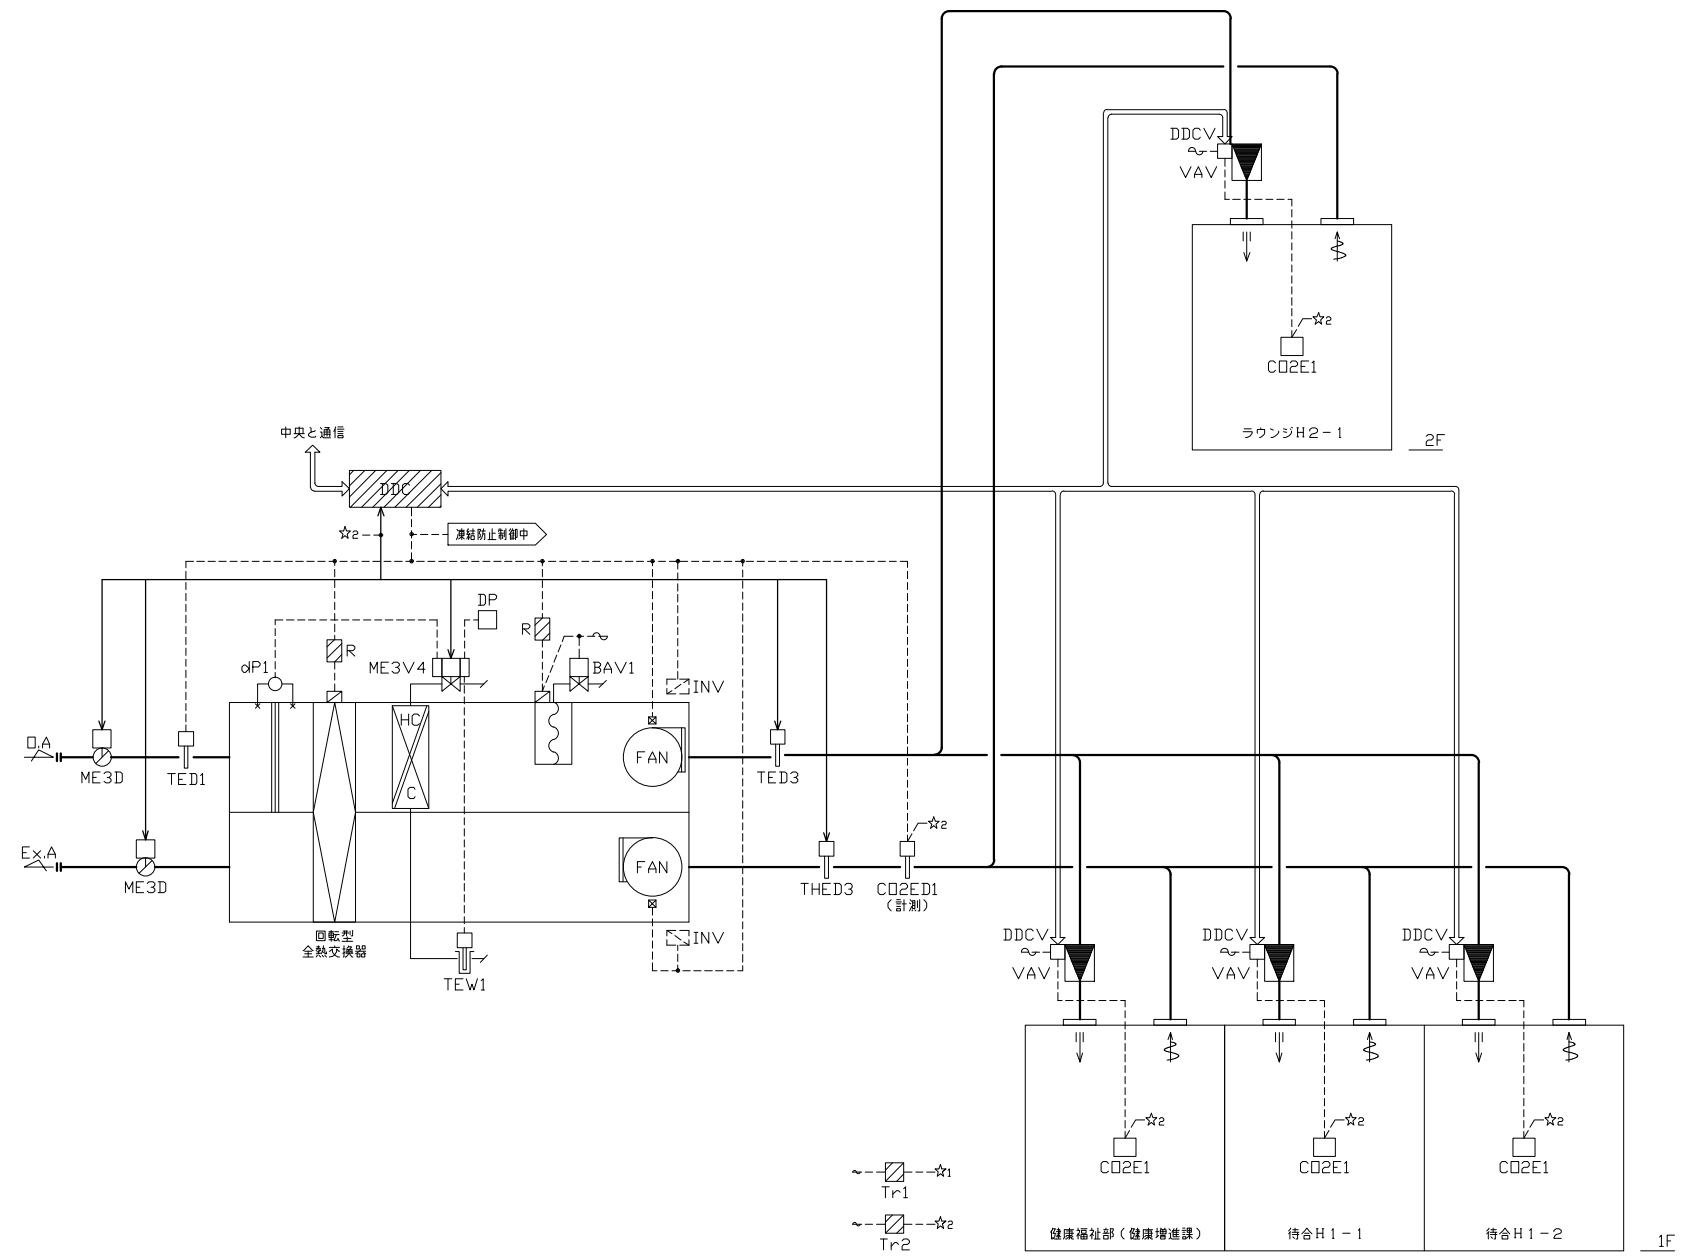 DDCV
VAV
☆2
CO2E1
ラウンジH2-1
2F
中央と通信
DDC
☆2
凍結防止制御中
DP
R
R
dP1
ME3V4
BAV1
INV
HC
C
FAN
O.A
ME3D
TED1
TED3
Ex.A
ME3D
FAN
THED3
☆2
CO2ED1
(計測)
回転型
全熱交換器
INV
TEW1
DDCV
VAV
DDCV
VAV
DDCV
VAV
☆2
CO2E1
☆2
CO2E1
☆2
CO2E1
☆1
Tr1
☆2
Tr2
健康福祉部(健康増進課)
待合H1-1
待合H1-2
1F